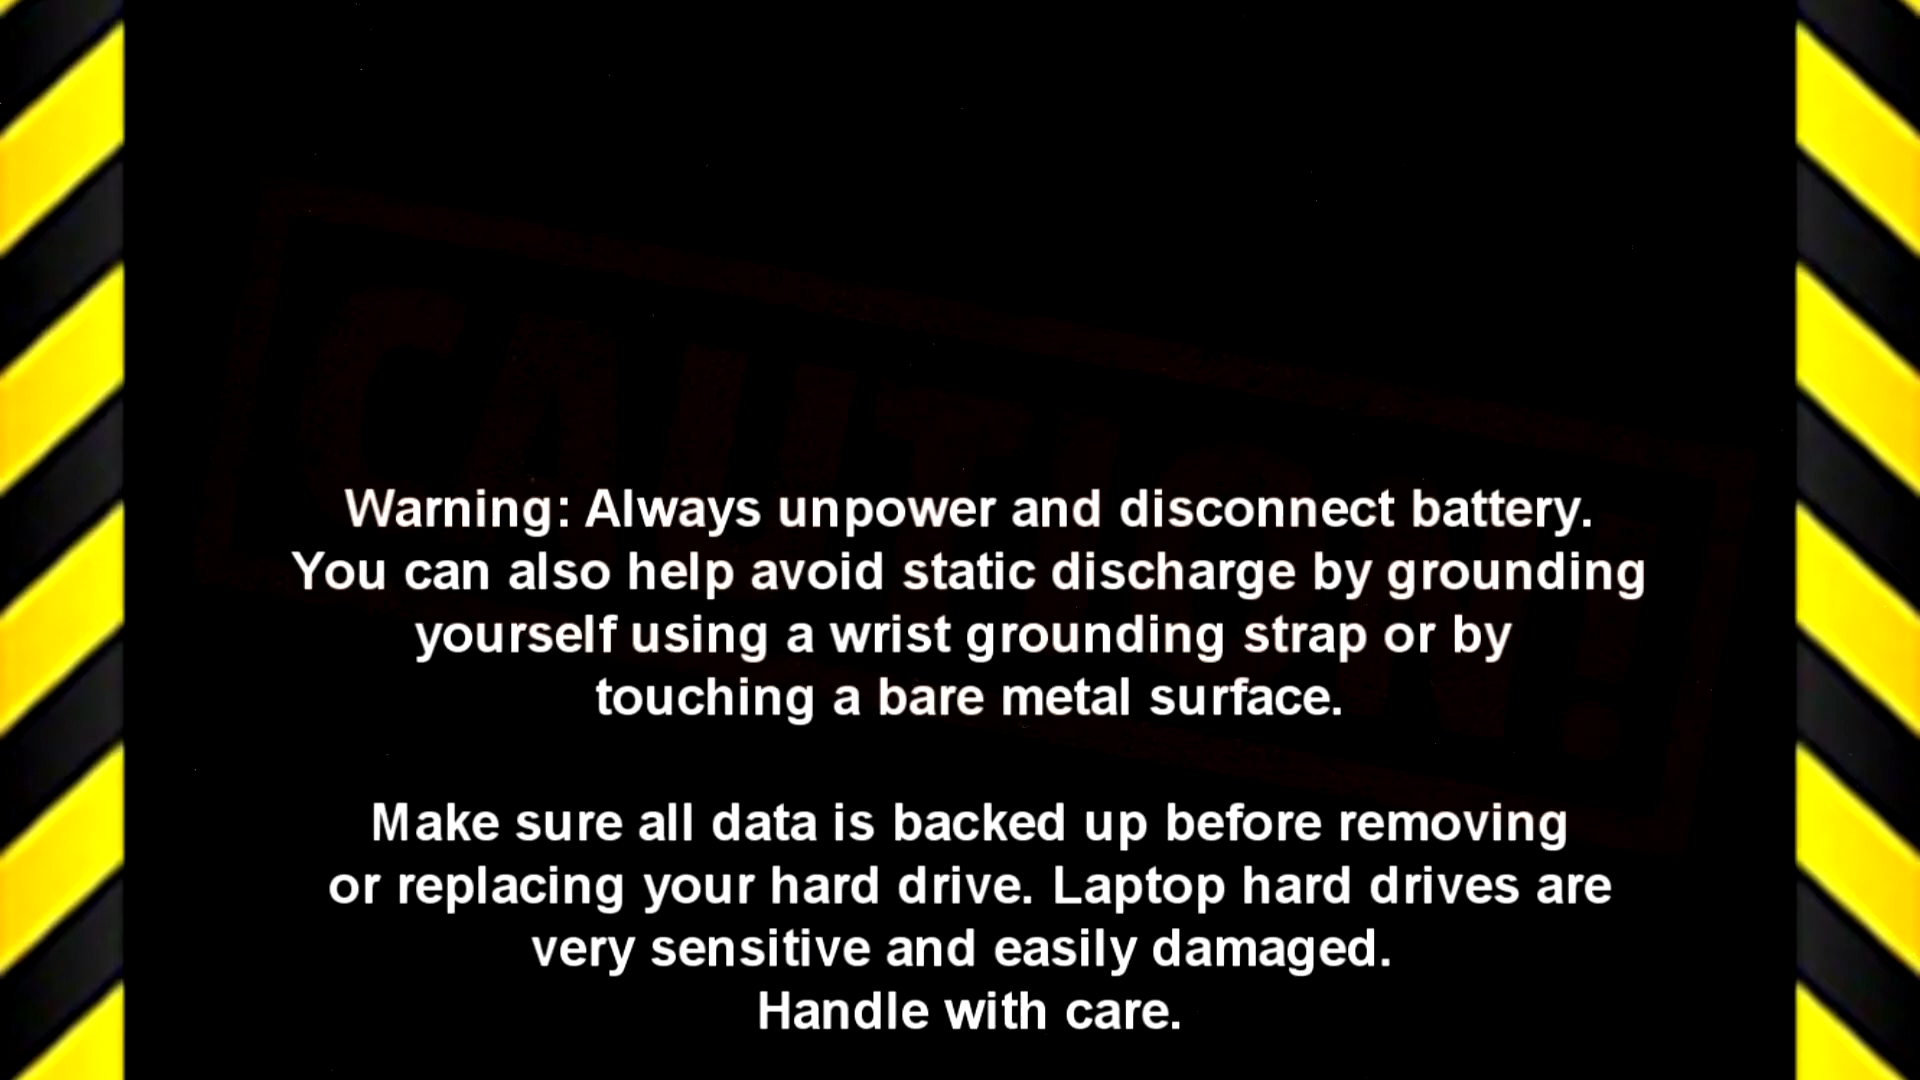 CAUTION!
Warning: Always unpower and disconnect battery.
You can also help avoid static discharge by grounding
yourself using a wrist grounding strap or by
touching a bare metal surface.
Make sure all data is backed up before removing
or replacing your hard drive. Laptop hard drives are
very sensitive and easily damaged.
Handle with care.